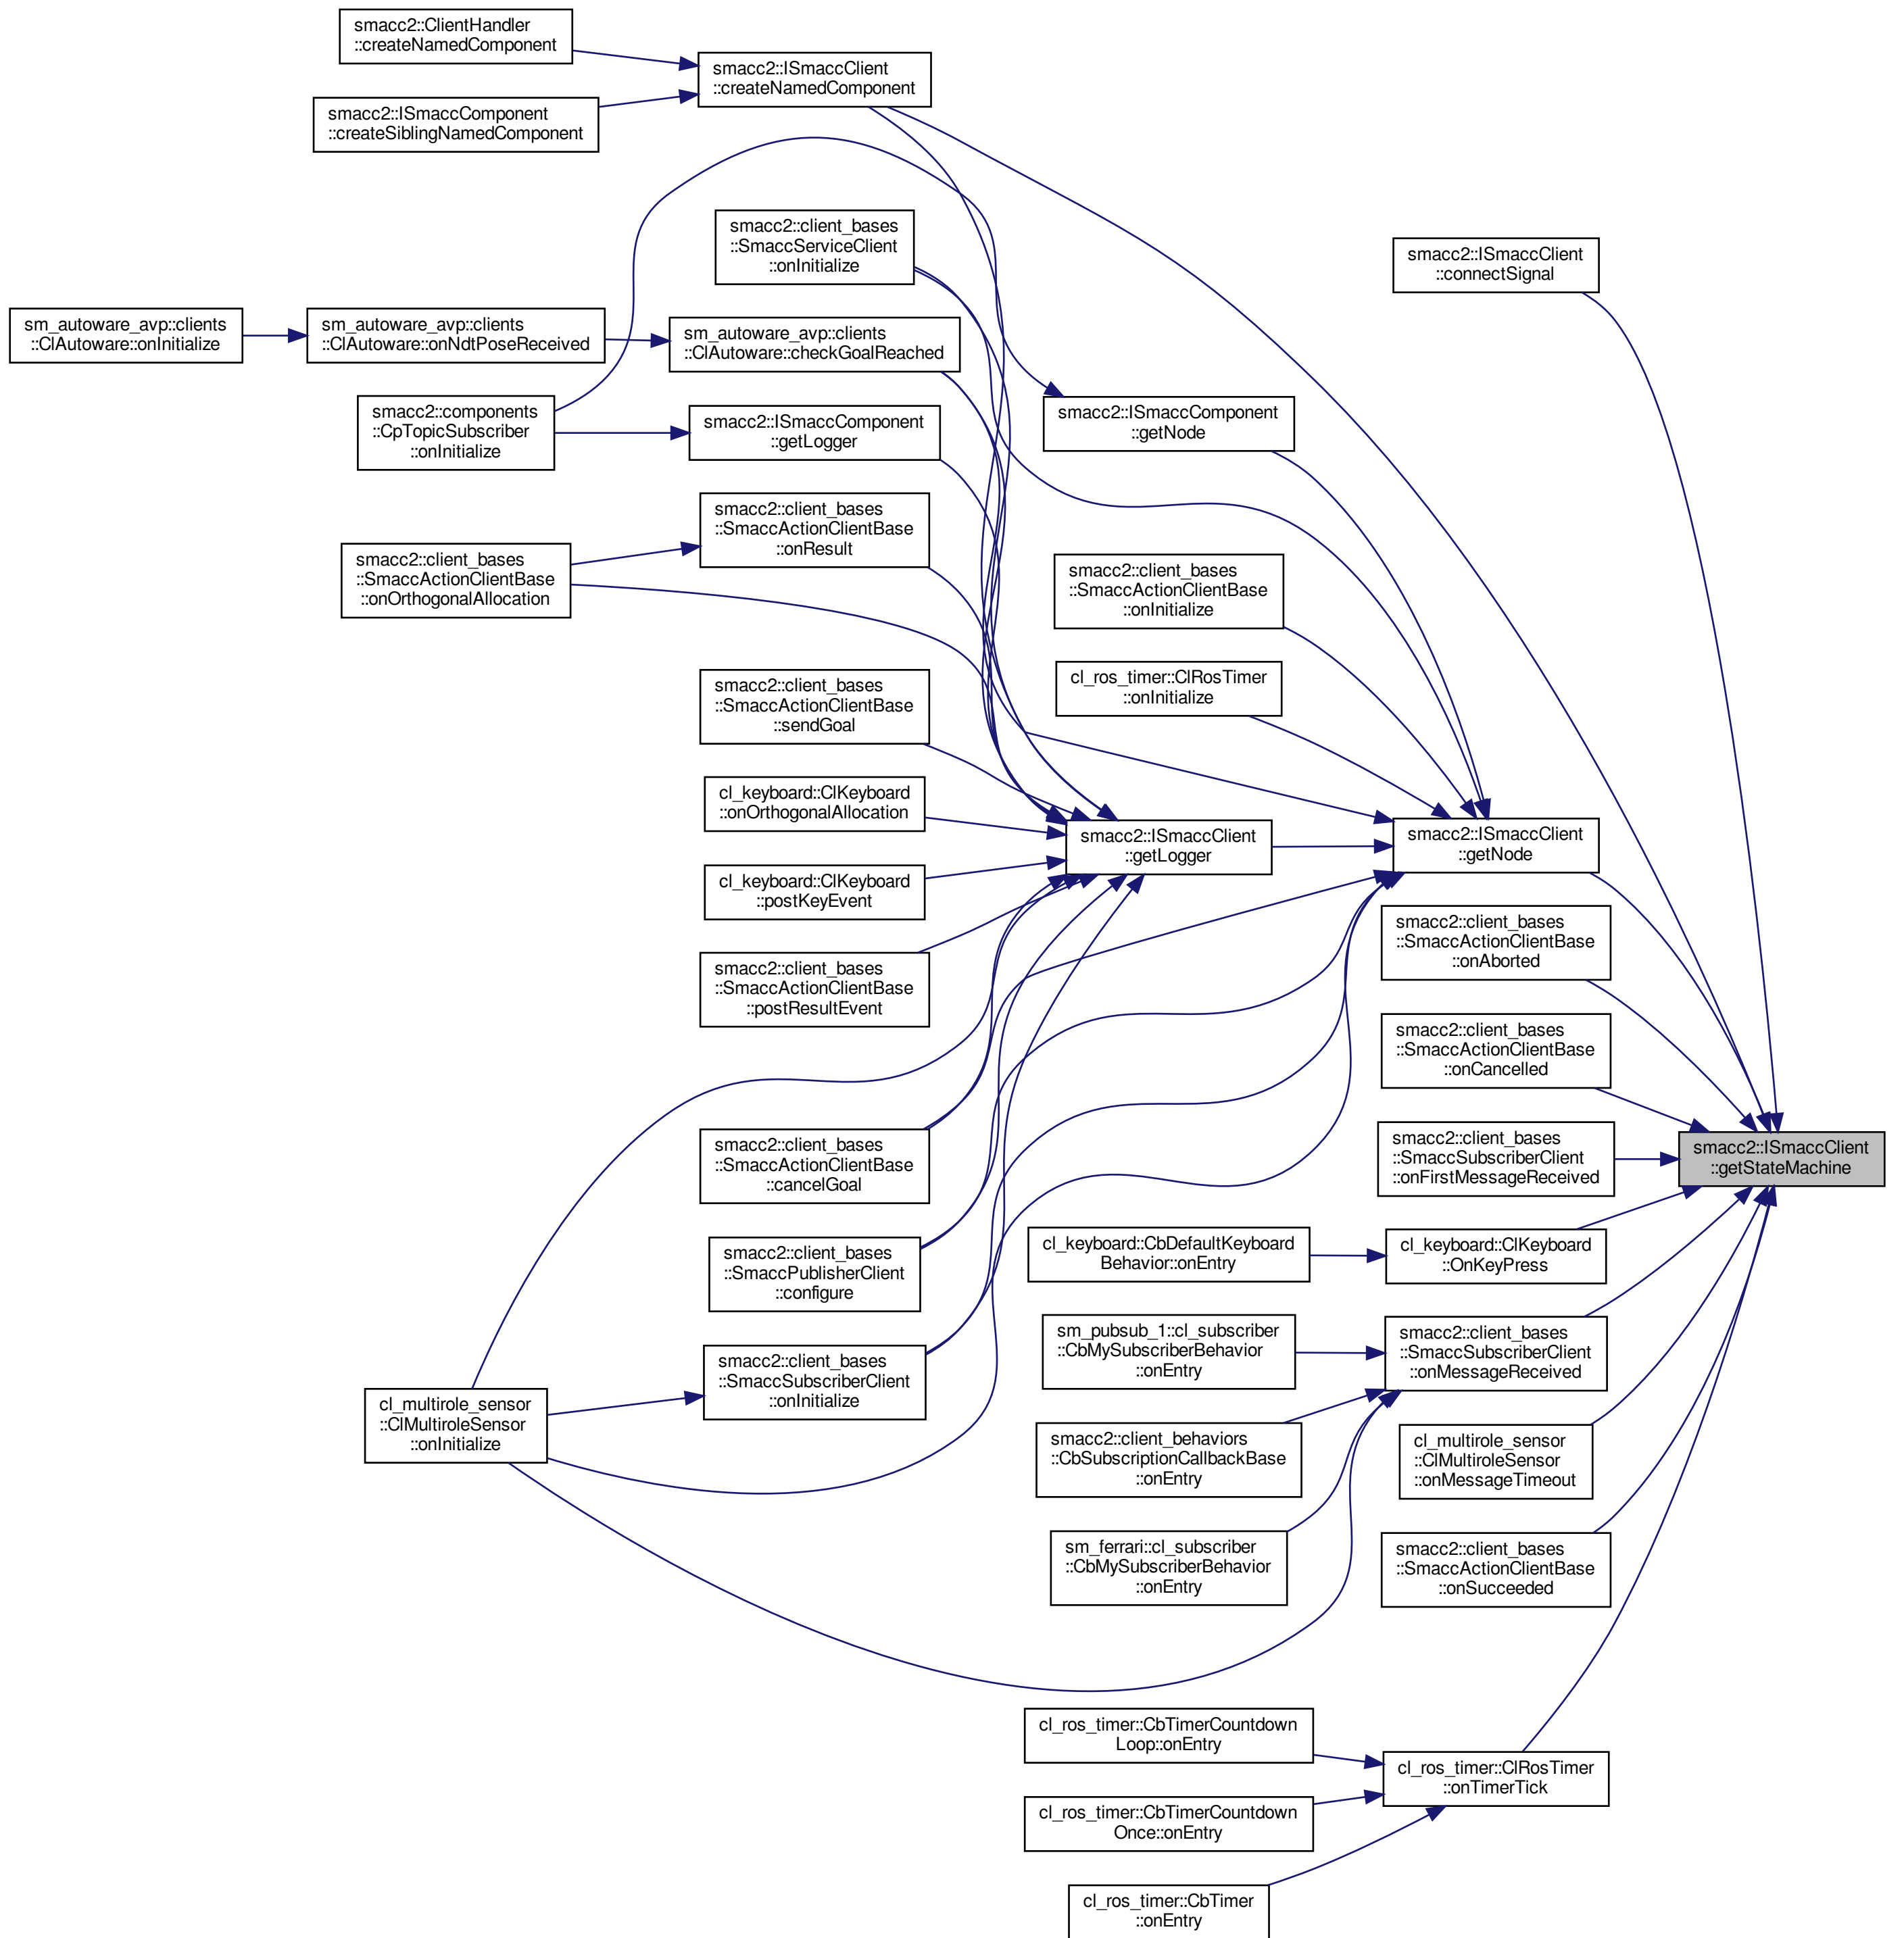 smacc2::ClientHandler
::createNamedComponent
smacc2::ISmaccClient
::createNamedComponent
smacc2::ISmaccComponent
::createSiblingNamedComponent
smacc2::client_bases
::SmaccServiceClient
::onInitialize
smacc2::ISmaccClient
::connectSignal
sm_autoware_avp::clients
::ClAutoware::onInitialize
sm_autoware_avp::clients
::ClAutoware::onNdtPoseReceived
sm_autoware_avp::clients
::ClAutoware::checkGoalReached
smacc2::components
::CpTopicSubscriber
::onInitialize
smacc2::ISmaccComponent
::getLogger
smacc2::ISmaccComponent
::getNode
smacc2::client_bases
::SmaccActionClientBase
::onResult
smacc2::client_bases
::SmaccActionClientBase
::onOrthogonalAllocation
smacc2::client_bases
::SmaccActionClientBase
::onInitialize
cl_ros_timer::ClRosTimer
::onInitialize
smacc2::client_bases
::SmaccActionClientBase
::sendGoal
cl_keyboard::ClKeyboard
::onOrthogonalAllocation
smacc2::ISmaccClient
::getLogger
smacc2::ISmaccClient
::getNode
cl_keyboard::ClKeyboard
::postKeyEvent
smacc2::client_bases
::SmaccActionClientBase
::onAborted
smacc2::client_bases
::SmaccActionClientBase
::postResultEvent
smacc2::client_bases
::SmaccActionClientBase
::onCancelled
smacc2::client_bases
::SmaccActionClientBase
::cancelGoal
smacc2::client_bases
::SmaccSubscriberClient
::onFirstMessageReceived
smacc2::ISmaccClient
::getStateMachine
smacc2::client_bases
::SmaccPublisherClient
::configure
cl_keyboard::CbDefaultKeyboard
Behavior::onEntry
cl_keyboard::ClKeyboard
::OnKeyPress
smacc2::client_bases
::SmaccSubscriberClient
::onInitialize
sm_pubsub_1::cl_subscriber
::CbMySubscriberBehavior
::onEntry
smacc2::client_bases
::SmaccSubscriberClient
::onMessageReceived
cl_multirole_sensor
::ClMultiroleSensor
::onInitialize
smacc2::client_behaviors
::CbSubscriptionCallbackBase
::onEntry
cl_multirole_sensor
::ClMultiroleSensor
::onMessageTimeout
sm_ferrari::cl_subscriber
::CbMySubscriberBehavior
::onEntry
smacc2::client_bases
::SmaccActionClientBase
::onSucceeded
cl_ros_timer::CbTimerCountdown
Loop::onEntry
cl_ros_timer::ClRosTimer
::onTimerTick
cl_ros_timer::CbTimerCountdown
Once::onEntry
cl_ros_timer::CbTimer
::onEntry